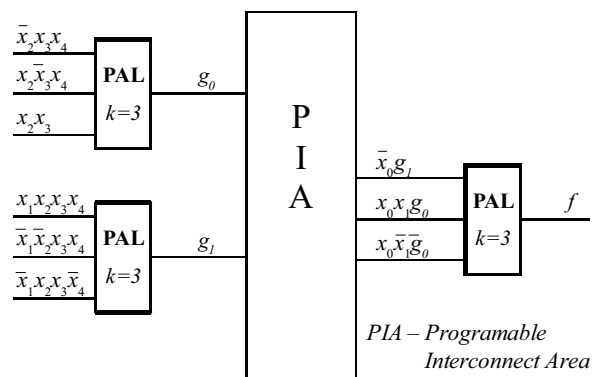 x̄₂x₃x₄
x₂x̄₃x₄
x₂x₃
PAL
k=3
g₀
x₁x₂x₃x₄
x̄₁x̄₂x₃x₄
x̄₁x₂x₃x̄₄
PAL
k=3
g₁
P
I
A
x̄₀g₁
x₀x₁g₀
x₀x̄₁ḡ₀
PAL
k=3
f
PIA – Programable
Interconnect Area